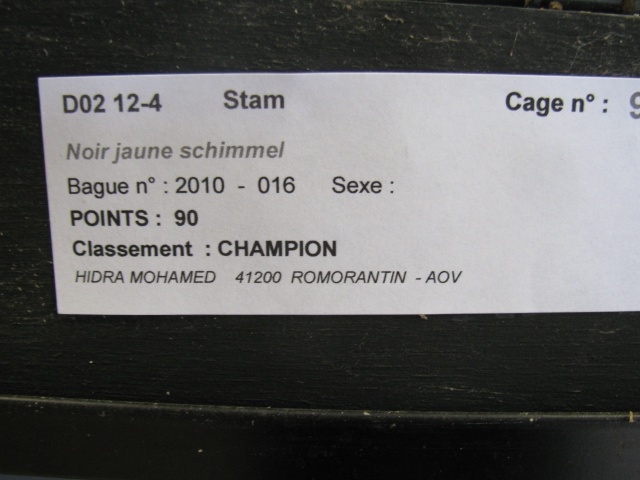 D02 12-4 Stam Cage n° : 9
Noir jaune schimmel
Bague n° : 2010 - 016 Sexe :
POINTS : 90
Classement : CHAMPION
HIDRA MOHAMED 41200 ROMORANTIN - AOV